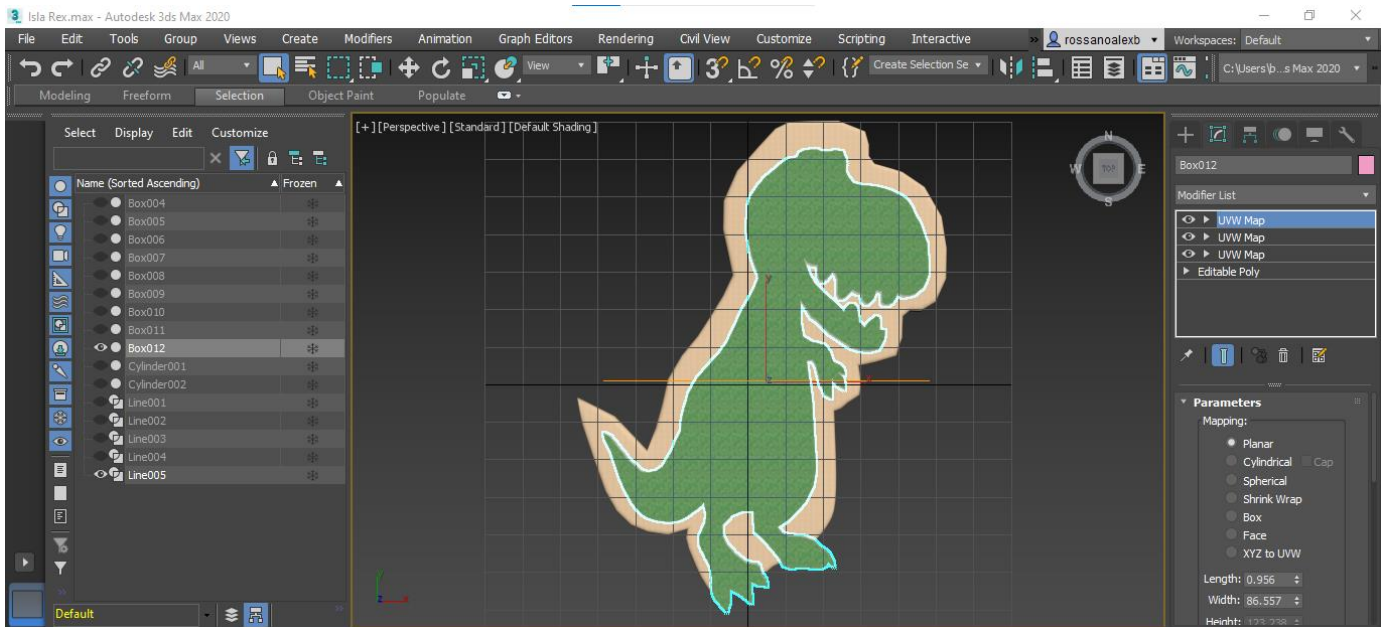 3 Isla Rex.max - Autodesk 3ds Max 2020
File Edit Tools Group Views Create Modifiers Animation Graph Editors Rendering Civil View Customize Scripting Interactive » rossanoalexb Workspaces: Default
All View 3 Create Selection Se C:\Users\b...s Max 2020
Modeling Freeform Selection Object Paint Populate
Select Display Edit Customize
[+] [Perspective] [Standard] [Default Shading]
N
W TOP E
S
Box012
Modifier List
Name (Sorted Ascending) Frozen
UVW Map
UVW Map
UVW Map
Editable Poly
Box004
Box005
Box006
Box007
Box008
Box009
Box010
Box011
Box012
Cylinder001
Cylinder002
Line001
Line002
Line003
Line004
Line005
y
z x
Parameters
Mapping:
Planar
Cylindrical Cap
Spherical
Shrink Wrap
Box
Face
XYZ to UVW
Length: 0.956
Width: 86.557
Height: 123.238
Y
z x
Default